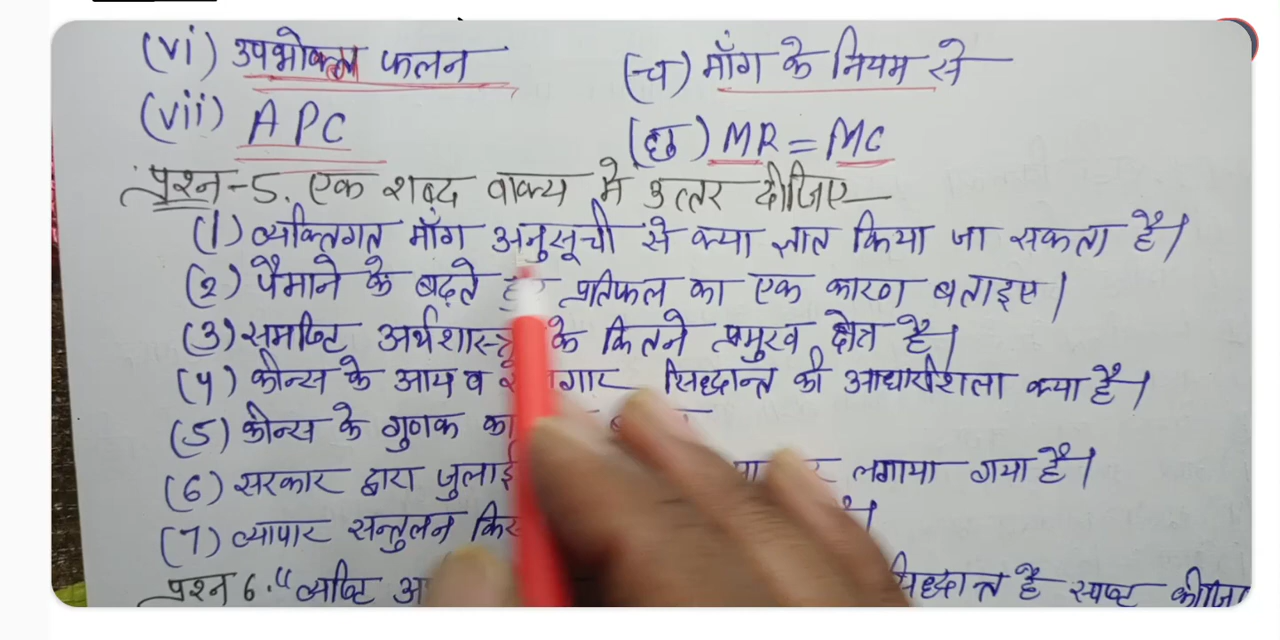 (vi) उपभोक्ता फलन (च) माँग के नियम से
(vii) APC (छ) MR = MC
प्रश्न-5. एक शब्द वाक्य में उत्तर दीजिए
(1) व्यक्तिगत माँग अनुसूची से क्या ज्ञात किया जा सकता है।
(2) पैमाने के बढ़ते प्रतिफल का एक कारण बताइए।
(3) समष्टि अर्थशास्त्र के कितने प्रमुख क्षेत्र है।
(4) कीन्स के आय व सिद्धान्त की आधारशिला क्या है।
(5) कीन्स के गुणक का
(6) सरकार द्वारा जुलाई लगाया गया है।
(7) व्यापार सन्तुलन
प्रश्न 6. "व्यष्टि सिद्धान्त है स्पष्ट